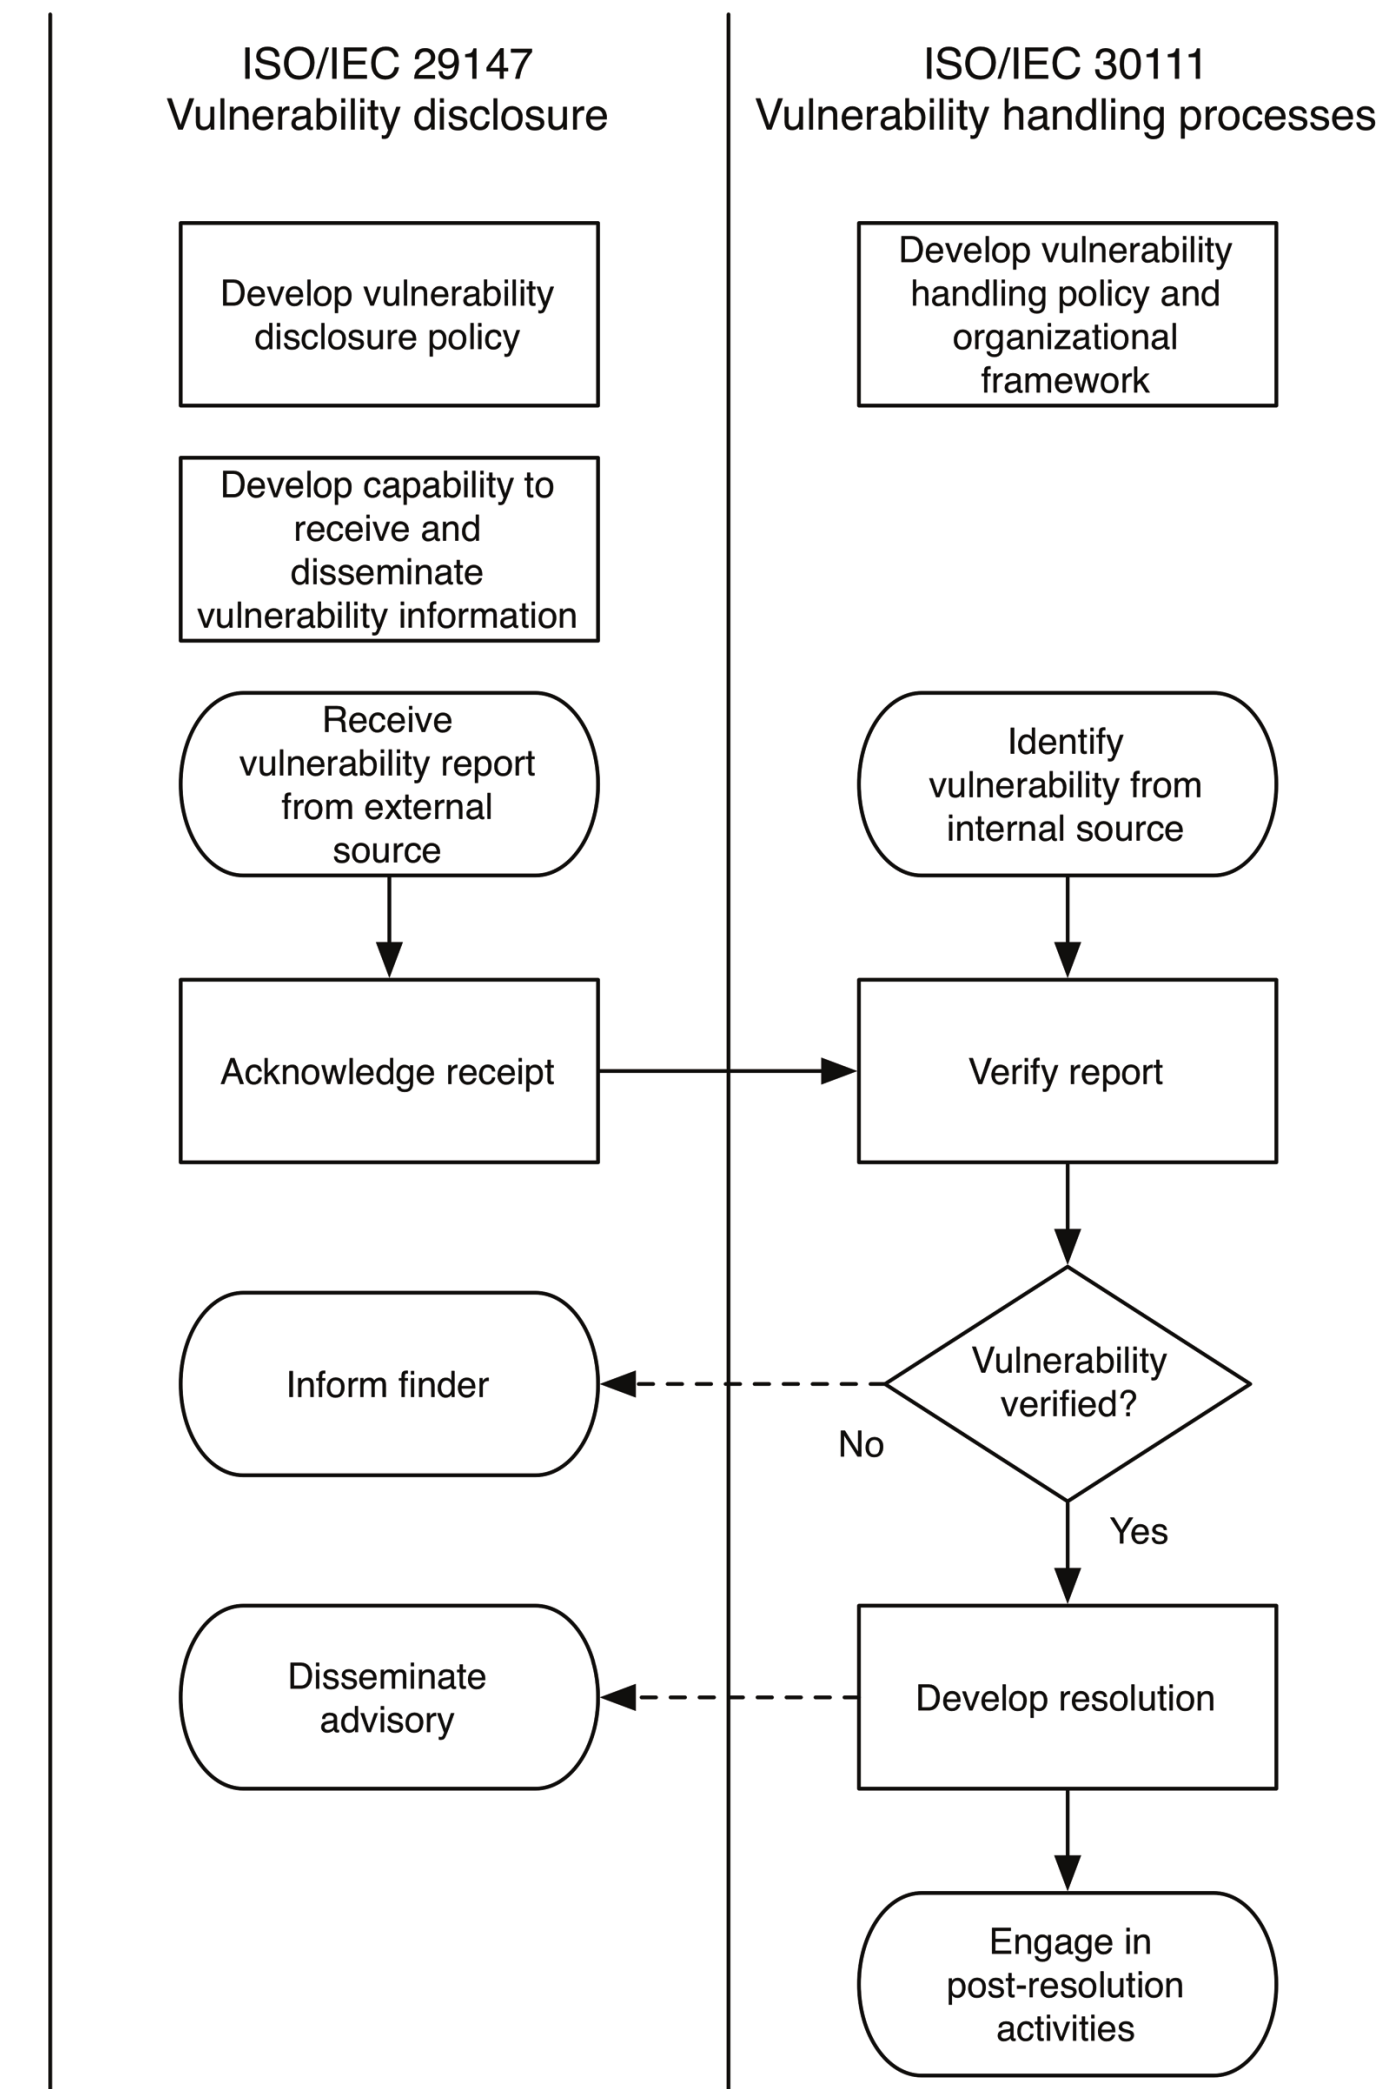 ISO/IEC 29147
Vulnerability disclosure
ISO/IEC 30111
Vulnerability handling processes
Develop vulnerability
disclosure policy
Develop vulnerability
handling policy and
organizational
framework
Develop capability to
receive and
disseminate
vulnerability information
Receive
vulnerability report
from external
source
Identify
vulnerability from
internal source
Acknowledge receipt
Verify report
Inform finder
Vulnerability
verified?
No
Yes
Disseminate
advisory
Develop resolution
Engage in
post-resolution
activities